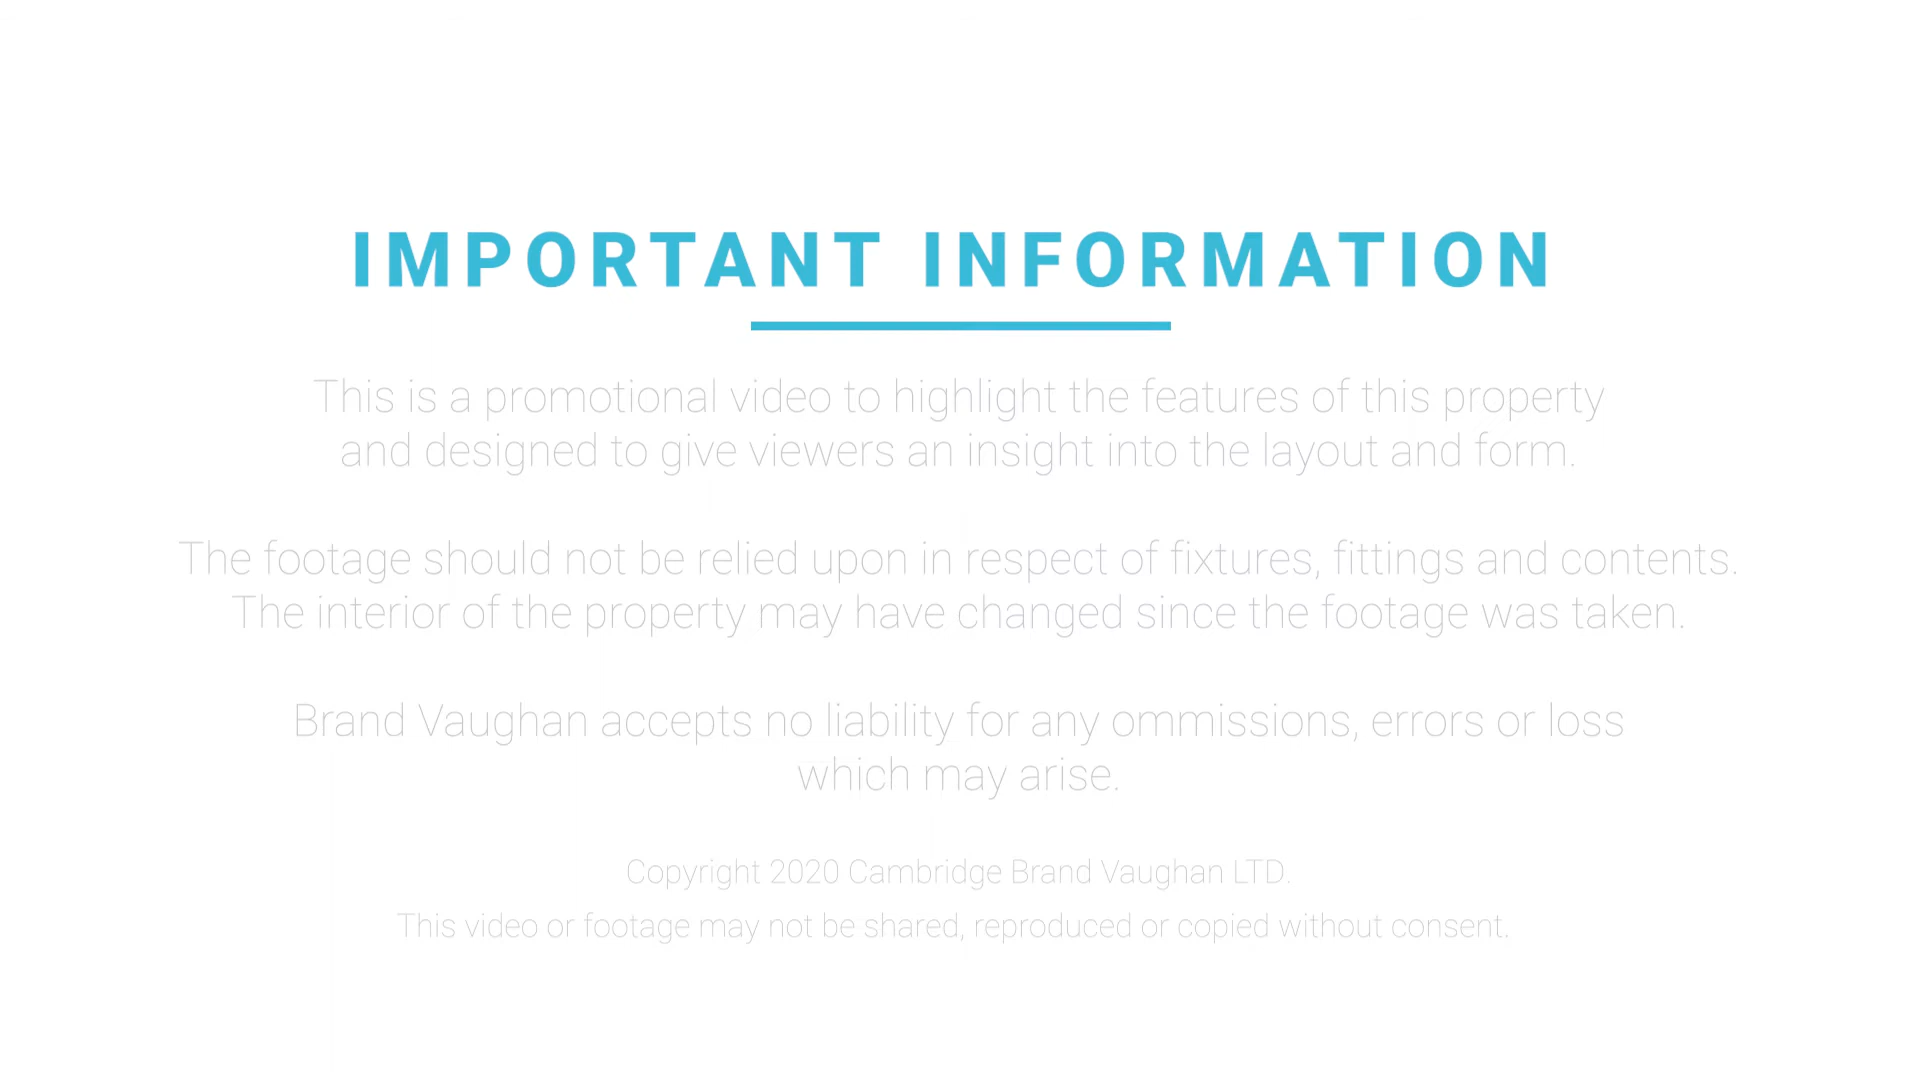 IMPORTANT INFORMATION
This is a promotional video to highlight the features of this property
and designed to give viewers an insight into the layout and form.
The footage should not be relied upon in respect of fixtures, fittings and contents.
The interior of the property may have changed since the footage was taken.
Brand Vaughan accepts no liability for any ommissions, errors or loss
which may arise.
Copyright 2020 Cambridge Brand Vaughan LTD.
This video or footage may not be shared, reproduced or copied without consent.